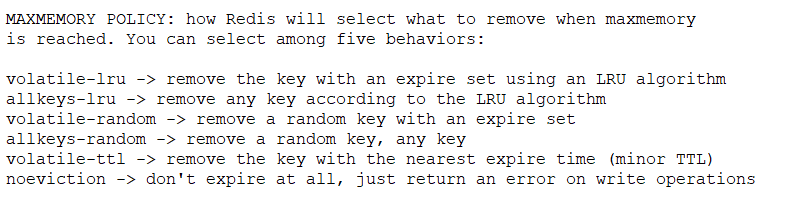 MAXMEMORY POLICY: how Redis will select what to remove when maxmemory
is reached. You can select among five behaviors:
volatile-lru -> remove the key with an expire set using an LRU algorithm
allkeys-lru -> remove any key according to the LRU algorithm
volatile-random -> remove a random key with an expire set
allkeys-random -> remove a random key, any key
volatile-ttl -> remove the key with the nearest expire time (minor TTL)
noeviction -> don't expire at all, just return an error on write operations